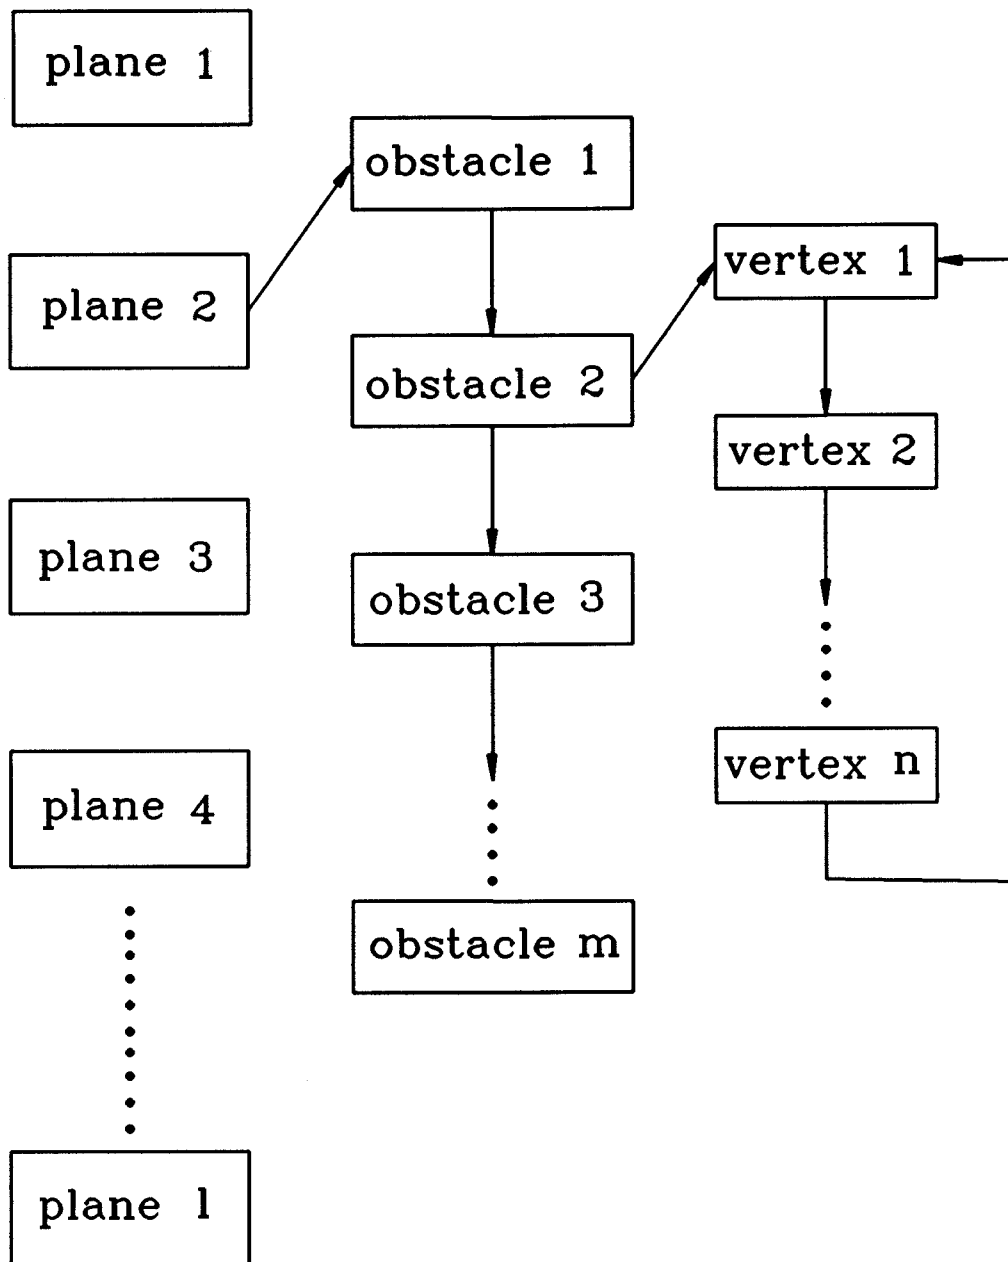 plane 1
plane 2
plane 3
plane 4
plane l
obstacle 1
obstacle 2
obstacle 3
obstacle m
vertex 1
vertex 2
vertex n